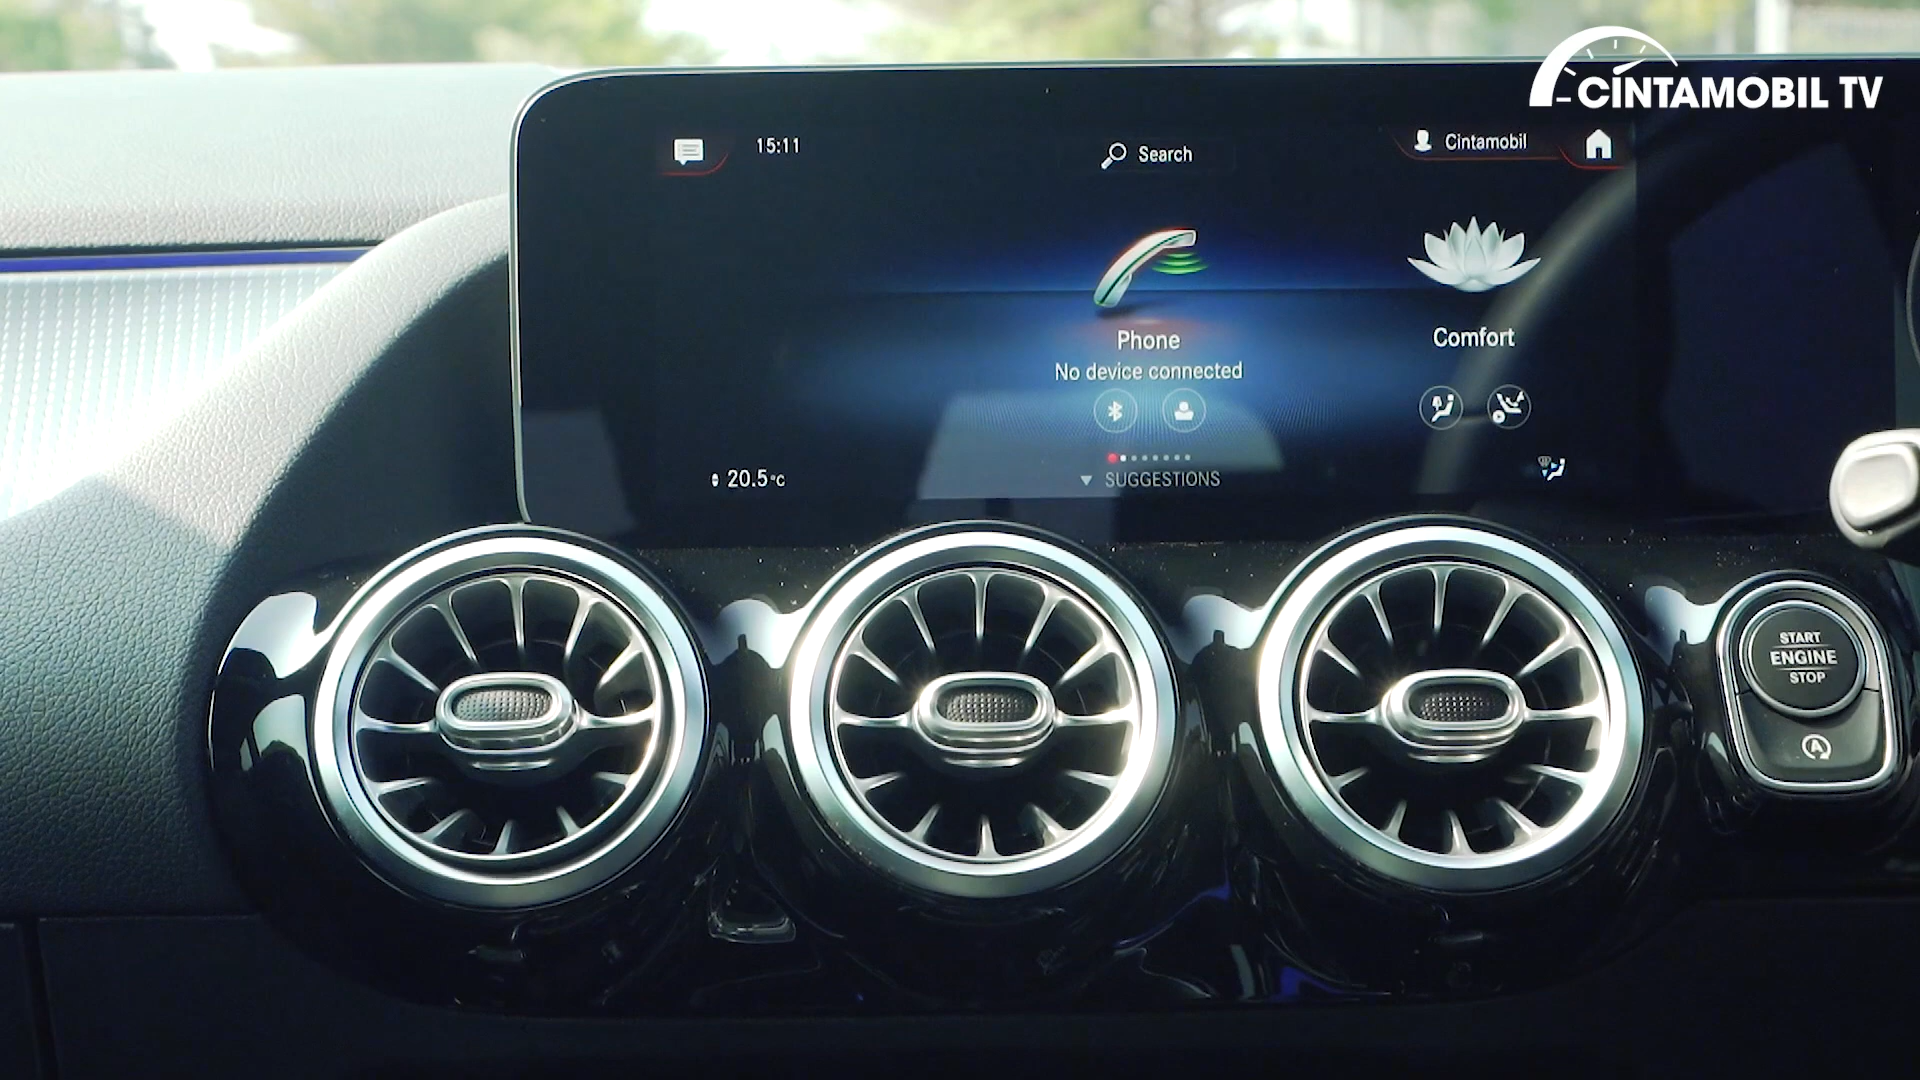 CINTAMOBIL TV
15:11
Search
Cintamobil
Phone
No device connected
Comfort
20.5°C
SUGGESTIONS
START
ENGINE
STOP
A